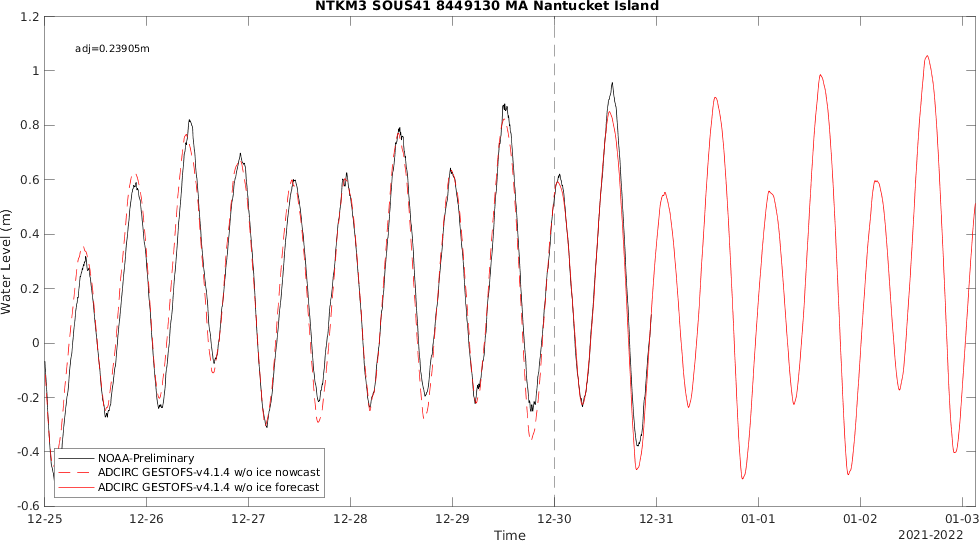 NTKM3 SOUS41 8449130 MA Nantucket Island
adj=0.23905m
Water Level (m)
1.2
1
0.8
0.6
0.4
0.2
0
-0.2
-0.4
-0.6
NOAA-Preliminary
ADCIRC GESTOFS-v4.1.4 w/o ice nowcast
ADCIRC GESTOFS-v4.1.4 w/o ice forecast
12-25 12-26 12-27 12-28 12-29 12-30 12-31 01-01 01-02 01-03
Time
2021-2022